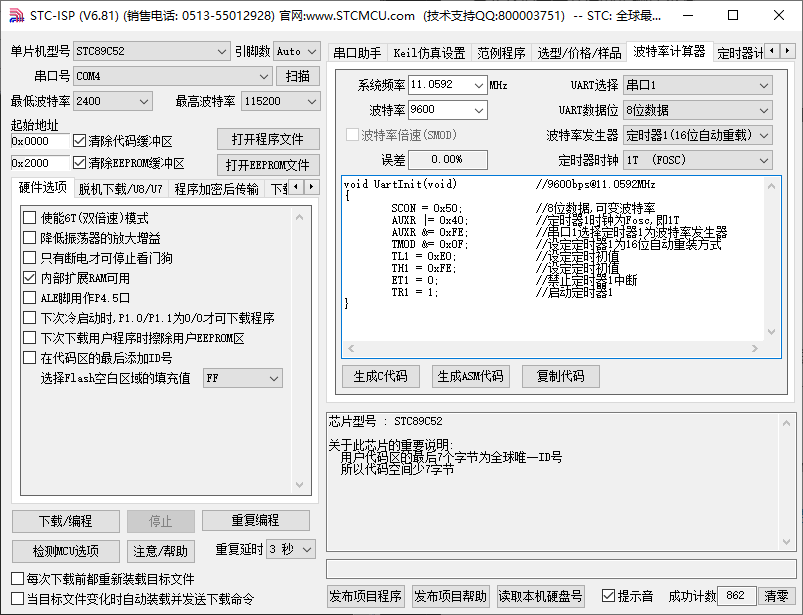 STC-ISP (V6.81) (销售电话: 0513-55012928) 官网:www.STCMCU.com  (技术支持QQ:800003751)  -- STC: 全球最...
单片机型号 STC89C52 引脚数 Auto
串口号 COM4 扫描
最低波特率 2400 最高波特率 115200
起始地址
0x0000 清除代码缓冲区 打开程序文件
0x2000 清除EEPROM缓冲区 打开EEPROM文件
硬件选项 脱机下载/U8/U7 程序加密后传输 下载
使能6T(双倍速)模式
降低振荡器的放大增益
只有断电才可停止看门狗
内部扩展RAM可用
ALE脚用作P4.5口
下次冷启动时,P1.0/P1.1为0/0才可下载程序
下次下载用户程序时擦除用户EEPROM区
在代码区的最后添加ID号
选择Flash空白区域的填充值 FF
下载/编程 停止 重复编程
检测MCU选项 注意/帮助 重复延时 3 秒
每次下载前都重新装载目标文件
当目标文件变化时自动装载并发送下载命令
串口助手 Keil仿真设置 范例程序 选型/价格/样品 波特率计算器 定时器计
系统频率 11.0592 MHz UART选择 串口1
波特率 9600 UART数据位 8位数据
波特率倍速(SMOD) 波特率发生器 定时器1(16位自动重载)
误差 0.00% 定时器时钟 1T (FOSC)
void UartInit(void) //9600bps@11.0592MHz
{
SCON = 0x50; //8位数据,可变波特率
AUXR |= 0x40; //定时器1时钟为Fosc,即1T
AUXR &= 0xFE; //串口1选择定时器1为波特率发生器
TMOD &= 0x0F; //设定定时器1为16位自动重装方式
TL1 = 0xE0; //设定定时初值
TH1 = 0xFE; //设定定时初值
ET1 = 0; //禁止定时器1中断
TR1 = 1; //启动定时器1
}
生成C代码 生成ASM代码 复制代码
芯片型号 : STC89C52
关于此芯片的重要说明:
用户代码区的最后7个字节为全球唯一ID号
所以代码空间少7字节
发布项目程序 发布项目帮助 读取本机硬盘号 提示音 成功计数 862 清零